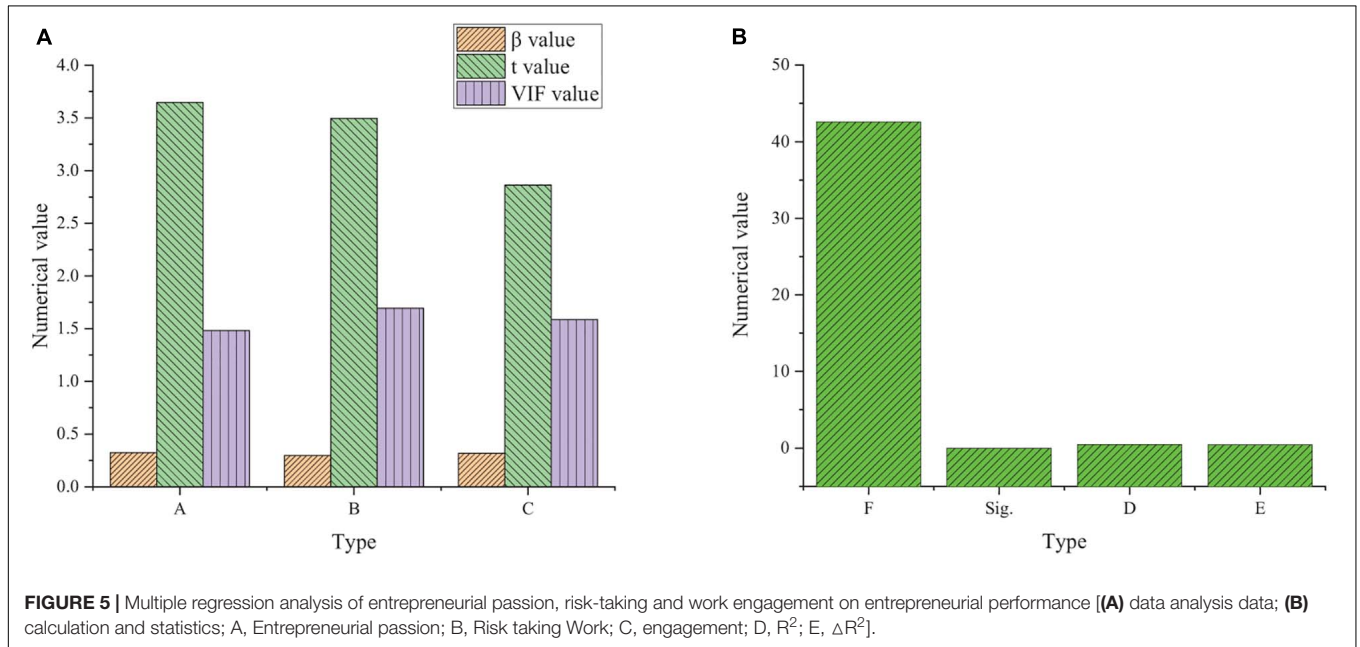 A
β value
t value
VIF value
4.0
3.5
3.0
2.5
2.0
1.5
1.0
0.5
0.0
Numerical value
A
B
C
Type
B
50
40
30
20
10
0
Numerical value
F
Sig.
D
E
Type
FIGURE 5 | Multiple regression analysis of entrepreneurial passion, risk-taking and work engagement on entrepreneurial performance [(A) data analysis data; (B)
calculation and statistics; A, Entrepreneurial passion; B, Risk taking Work; C, engagement; D, R²; E, △R²].